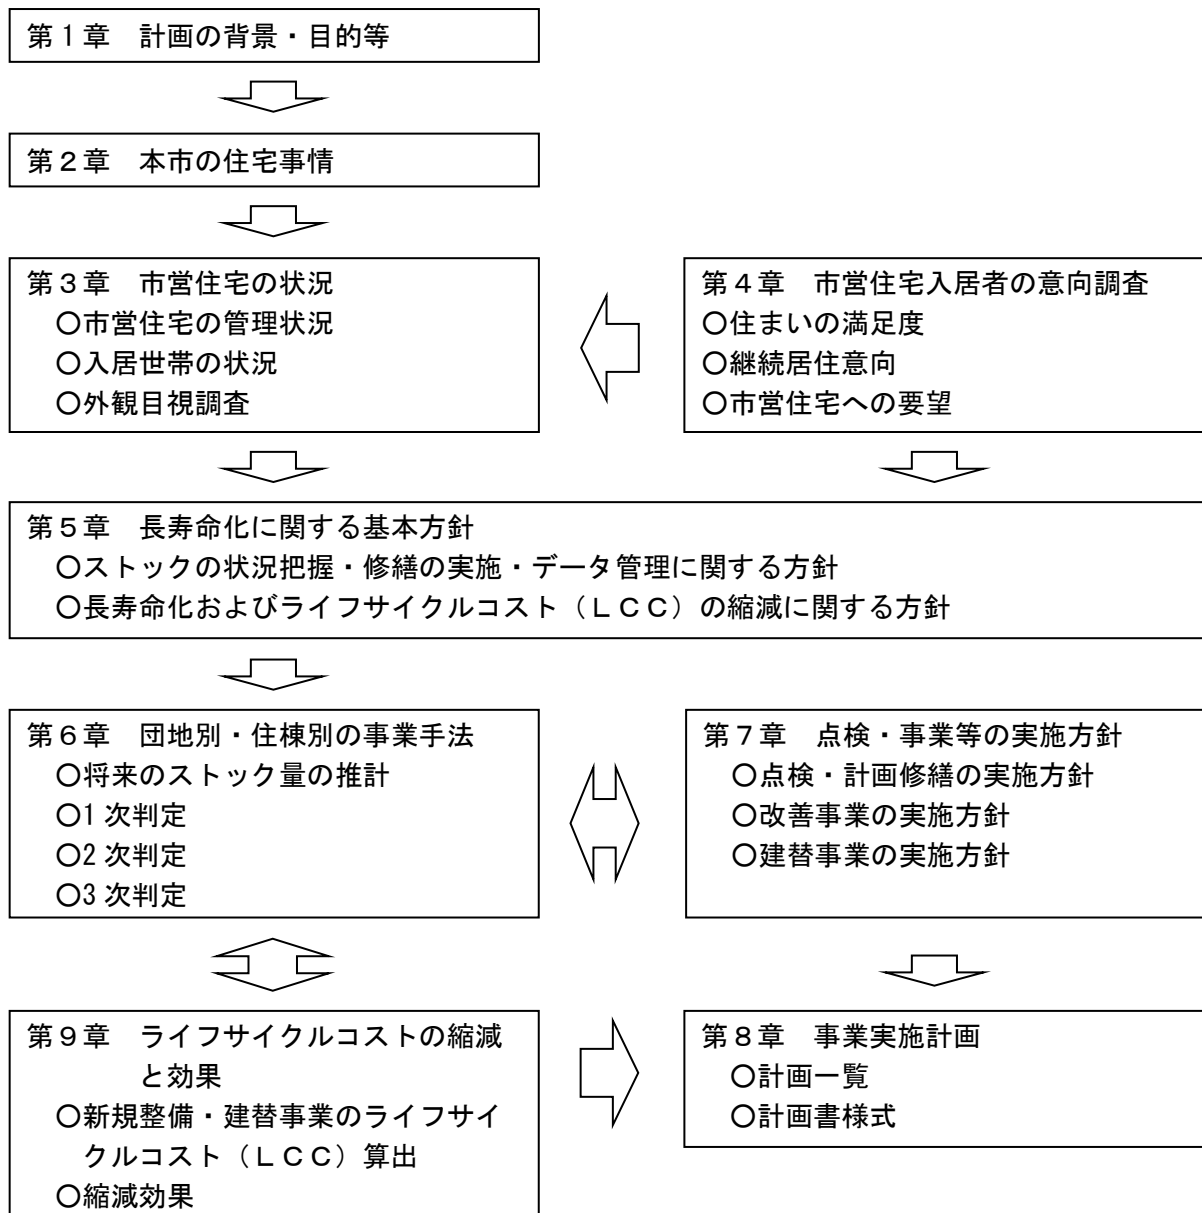 第１章　計画の背景・目的等
第２章　本市の住宅事情
第３章　市営住宅の状況
○市営住宅の管理状況
○入居世帯の状況
○外観目視調査
第４章　市営住宅入居者の意向調査
○住まいの満足度
○継続居住意向
○市営住宅への要望
第５章　長寿命化に関する基本方針
○ストックの状況把握・修繕の実施・データ管理に関する方針
○長寿命化およびライフサイクルコスト（ＬＣＣ）の縮減に関する方針
第６章　団地別・住棟別の事業手法
○将来のストック量の推計
○1 次判定
○2 次判定
○3 次判定
第７章　点検・事業等の実施方針
○点検・計画修繕の実施方針
○改善事業の実施方針
○建替事業の実施方針
第９章　ライフサイクルコストの縮減
と効果
○新規整備・建替事業のライフサイ
クルコスト（ＬＣＣ）算出
○縮減効果
第８章　事業実施計画
○計画一覧
○計画書様式